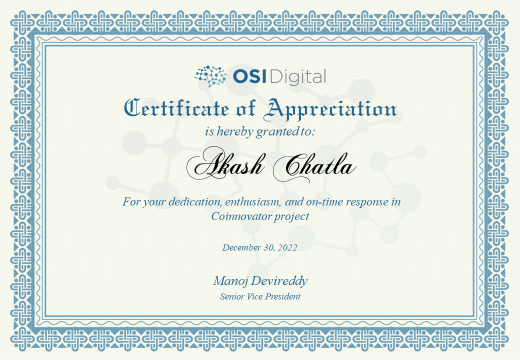 OSI Digital
Certificate of Appreciation
is hereby granted to:
Akash Chatla
For your dedication, enthusiasm, and on-time response in
Coinnovator project
December 30, 2022
Manoj Devireddy
Senior Vice President